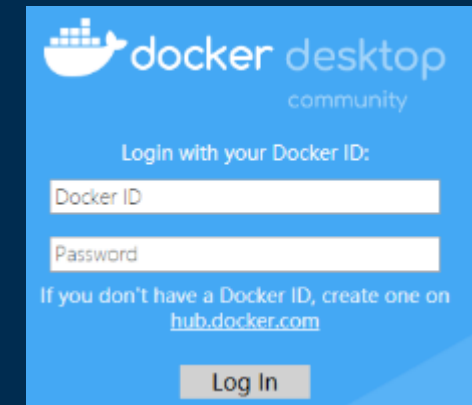 docker desktop
community
Login with your Docker ID:
Docker ID
Password
If you don't have a Docker ID, create one on
hub.docker.com
Log In